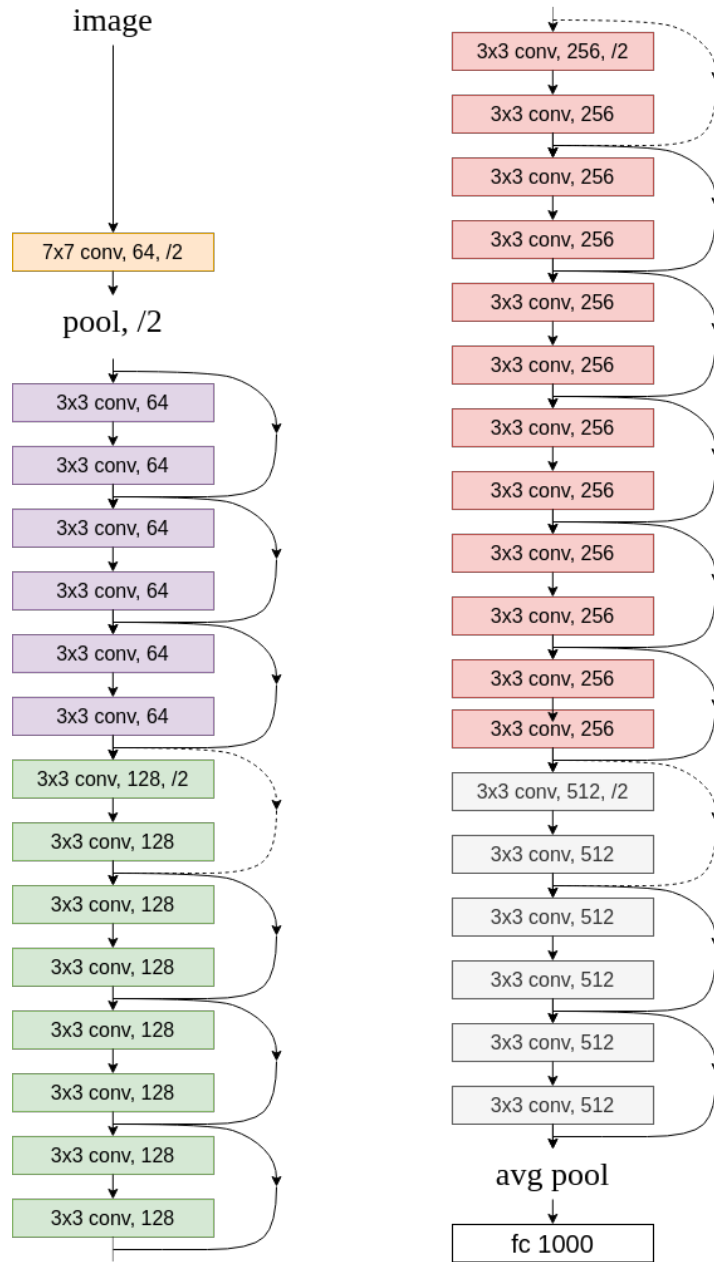 image
7x7 conv, 64, /2
pool, /2
3x3 conv, 64
3x3 conv, 64
3x3 conv, 64
3x3 conv, 64
3x3 conv, 64
3x3 conv, 64
3x3 conv, 128, /2
3x3 conv, 128
3x3 conv, 128
3x3 conv, 128
3x3 conv, 128
3x3 conv, 128
3x3 conv, 128
3x3 conv, 128
3x3 conv, 256, /2
3x3 conv, 256
3x3 conv, 256
3x3 conv, 256
3x3 conv, 256
3x3 conv, 256
3x3 conv, 256
3x3 conv, 256
3x3 conv, 256
3x3 conv, 256
3x3 conv, 256
3x3 conv, 256
3x3 conv, 512, /2
3x3 conv, 512
3x3 conv, 512
3x3 conv, 512
3x3 conv, 512
3x3 conv, 512
avg pool
fc 1000